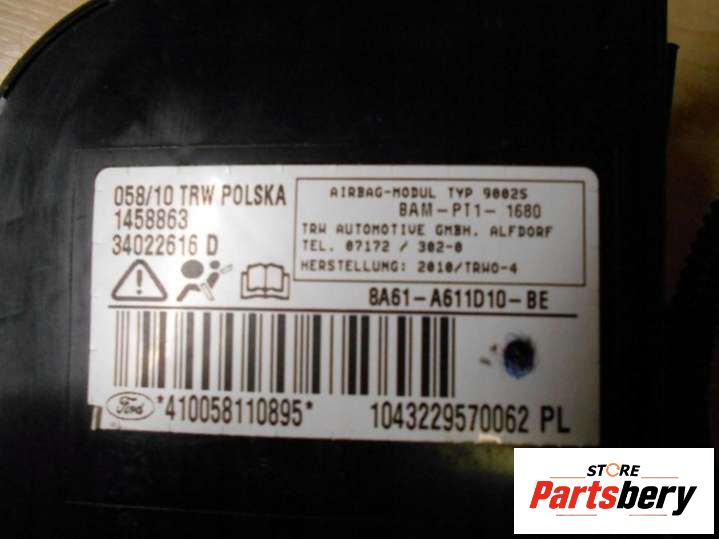 058/10 TRW POLSKA
1458863
34022616 D
AIRBAG-MODUL TYP 9002S
BAM-PT1- 1680
TRW AUTOMOTIVE GMBH. ALFDORF
TEL. 07172 / 302-0
HERSTELLUNG: 2010/TRWO-4
8A61-A611D10-BE
Ford
*410058110895*
1043229570062 PL
STORE
Partsbery